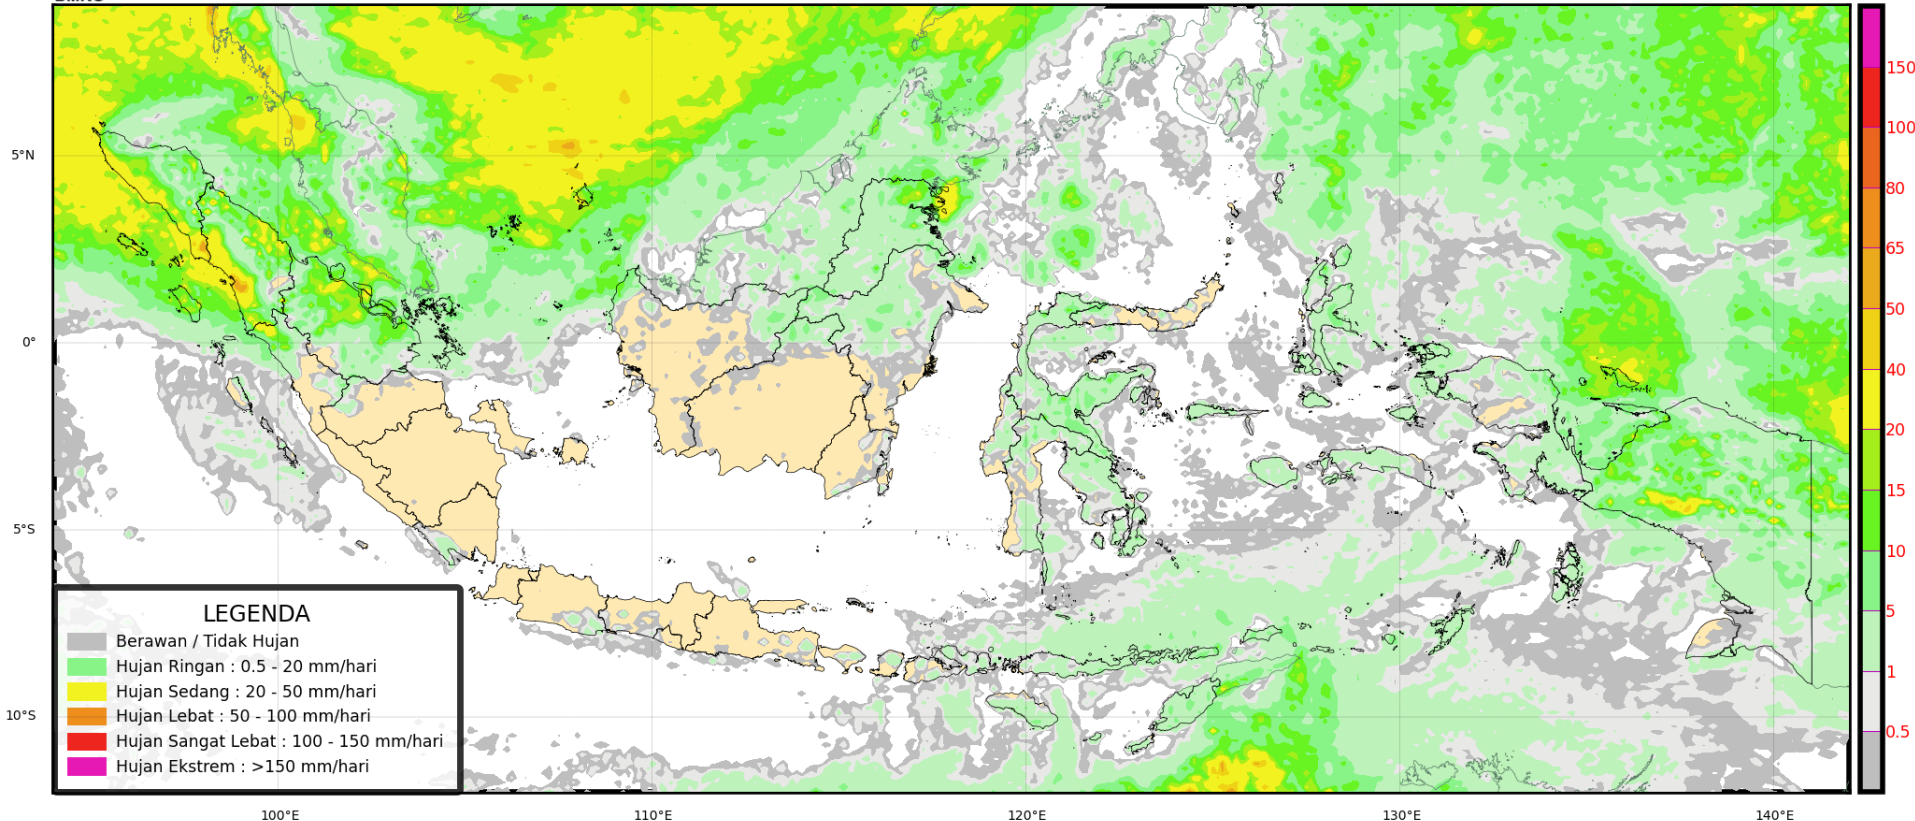 5°N
0°
5°S
10°S
100°E
110°E
120°E
130°E
140°E
LEGENDA
Berawan / Tidak Hujan
Hujan Ringan : 0.5 - 20 mm/hari
Hujan Sedang : 20 - 50 mm/hari
Hujan Lebat : 50 - 100 mm/hari
Hujan Sangat Lebat : 100 - 150 mm/hari
Hujan Ekstrem : >150 mm/hari
150
100
80
65
50
40
20
15
10
5
1
0.5